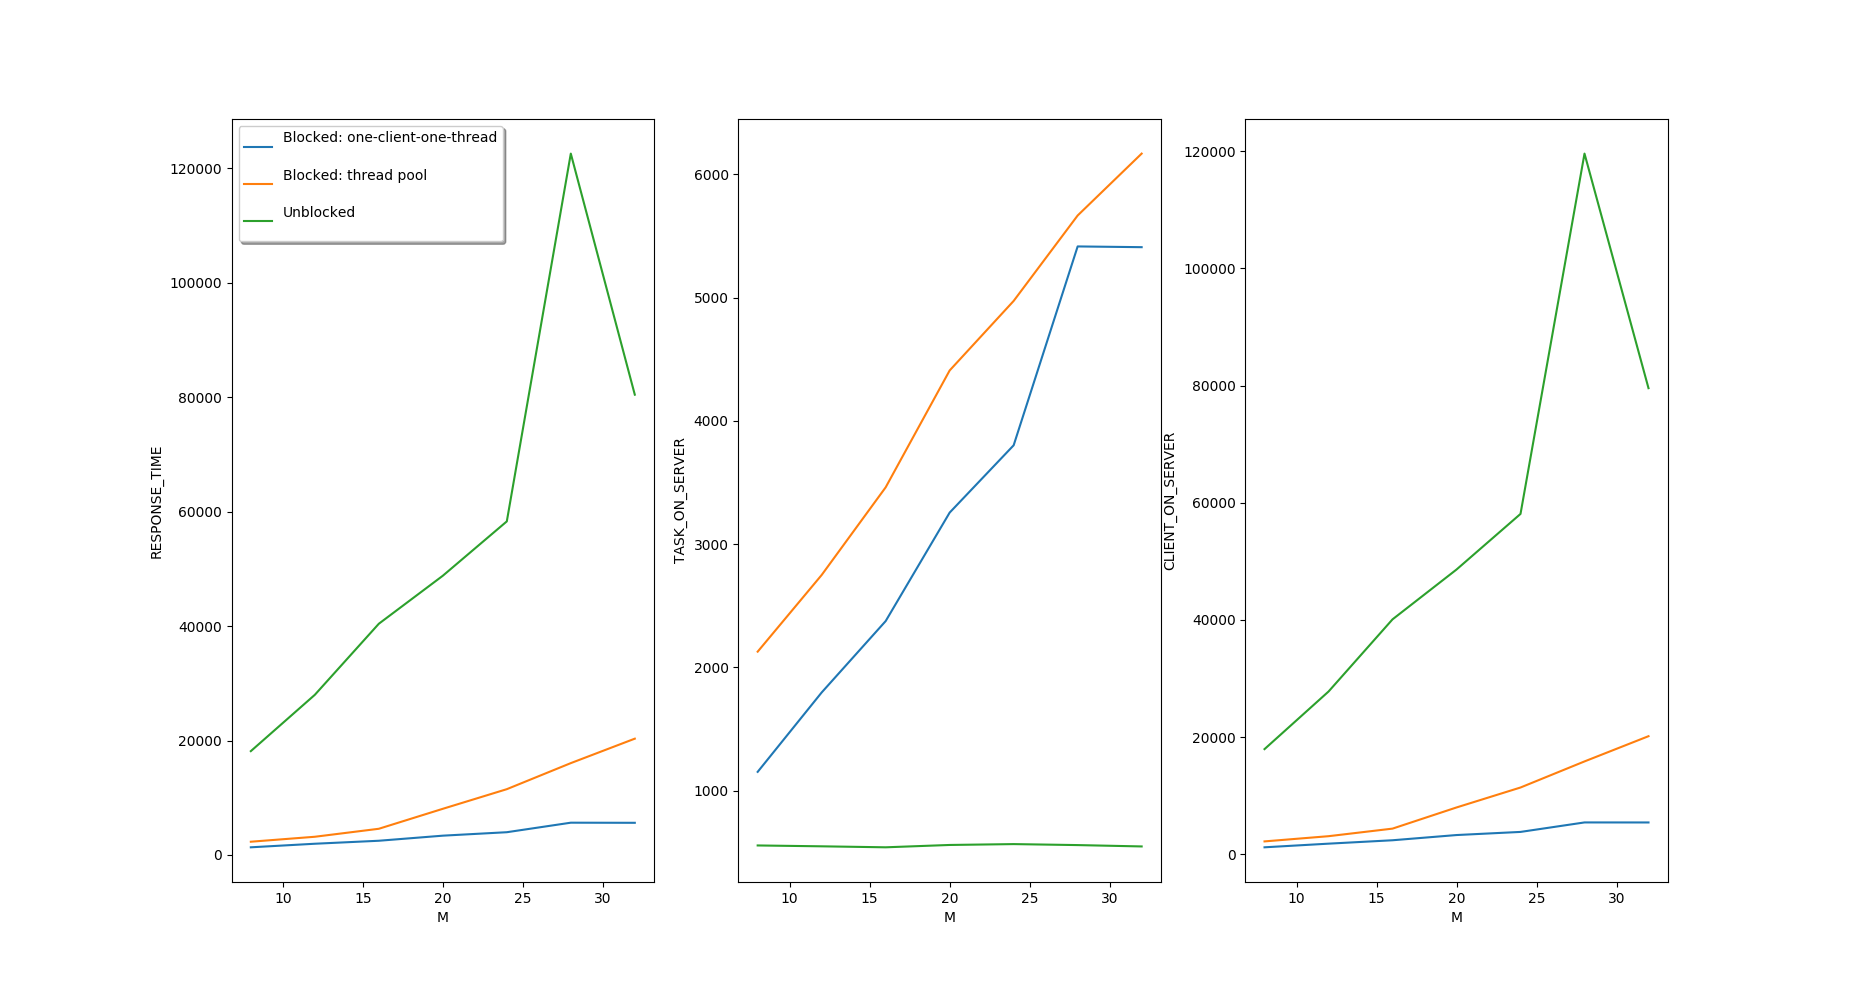 Blocked: one-client-one-thread
Blocked: thread pool
Unblocked
RESPONSE_TIME
120000
100000
80000
60000
40000
20000
0
10 15 20 25 30
M
TASK_ON_SERVER
6000
5000
4000
3000
2000
1000
10 15 20 25 30
M
CLIENT_ON_SERVER
120000
100000
80000
60000
40000
20000
0
10 15 20 25 30
M